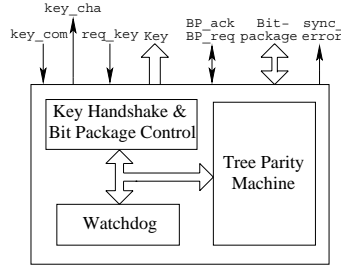 key_cha
key_com req_key Key
BP_ack
BP_req
Bit-
package
sync_
error
Key Handshake &
Bit Package Control
Tree Parity
Machine
Watchdog